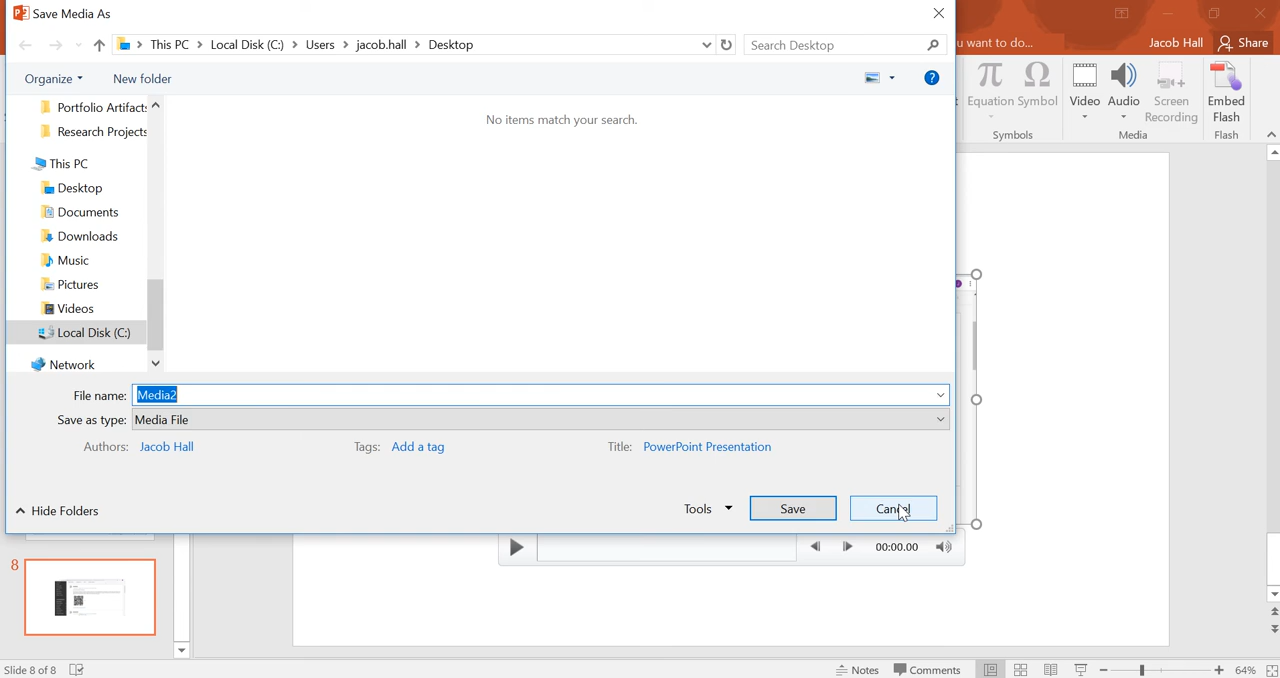 Save Media As
This PC > Local Disk (C:) > Users > jacob.hall > Desktop
Search Desktop
u want to do...
Jacob Hall
Share
Organize
New folder
Equation
Symbol
Video
Audio
Screen Recording
Embed Flash
Symbols
Media
Flash
Portfolio Artifact
Research Projects
This PC
Desktop
Documents
Downloads
Music
Pictures
Videos
Local Disk (C:)
Network
No items match your search.
File name: Media2
Save as type: Media File
Authors: Jacob Hall
Tags: Add a tag
Title: PowerPoint Presentation
Hide Folders
Tools
Save
Cancel
00:00.00
8
Slide 8 of 8
Notes
Comments
64%